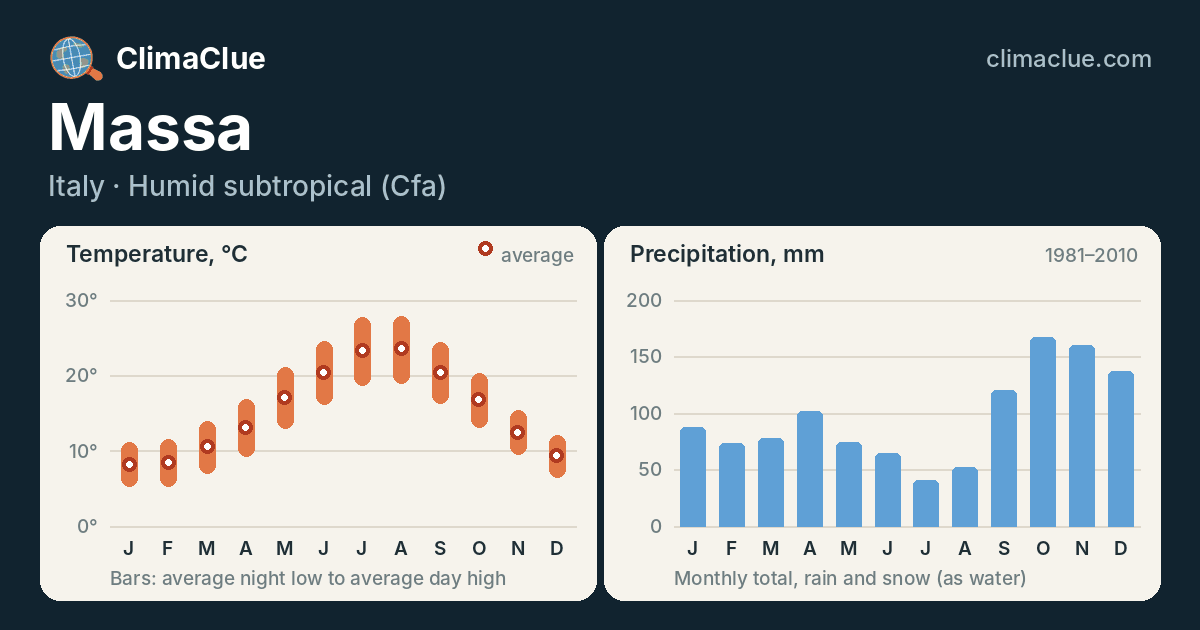 ClimaClue
climaclue.com
Massa
Italy · Humid subtropical (Cfa)
Temperature, °C
average
30°
20°
10°
0°
J F M A M J J A S O N D
Bars: average night low to average day high
Precipitation, mm
1981–2010
200
150
100
50
0
J F M A M J J A S O N D
Monthly total, rain and snow (as water)